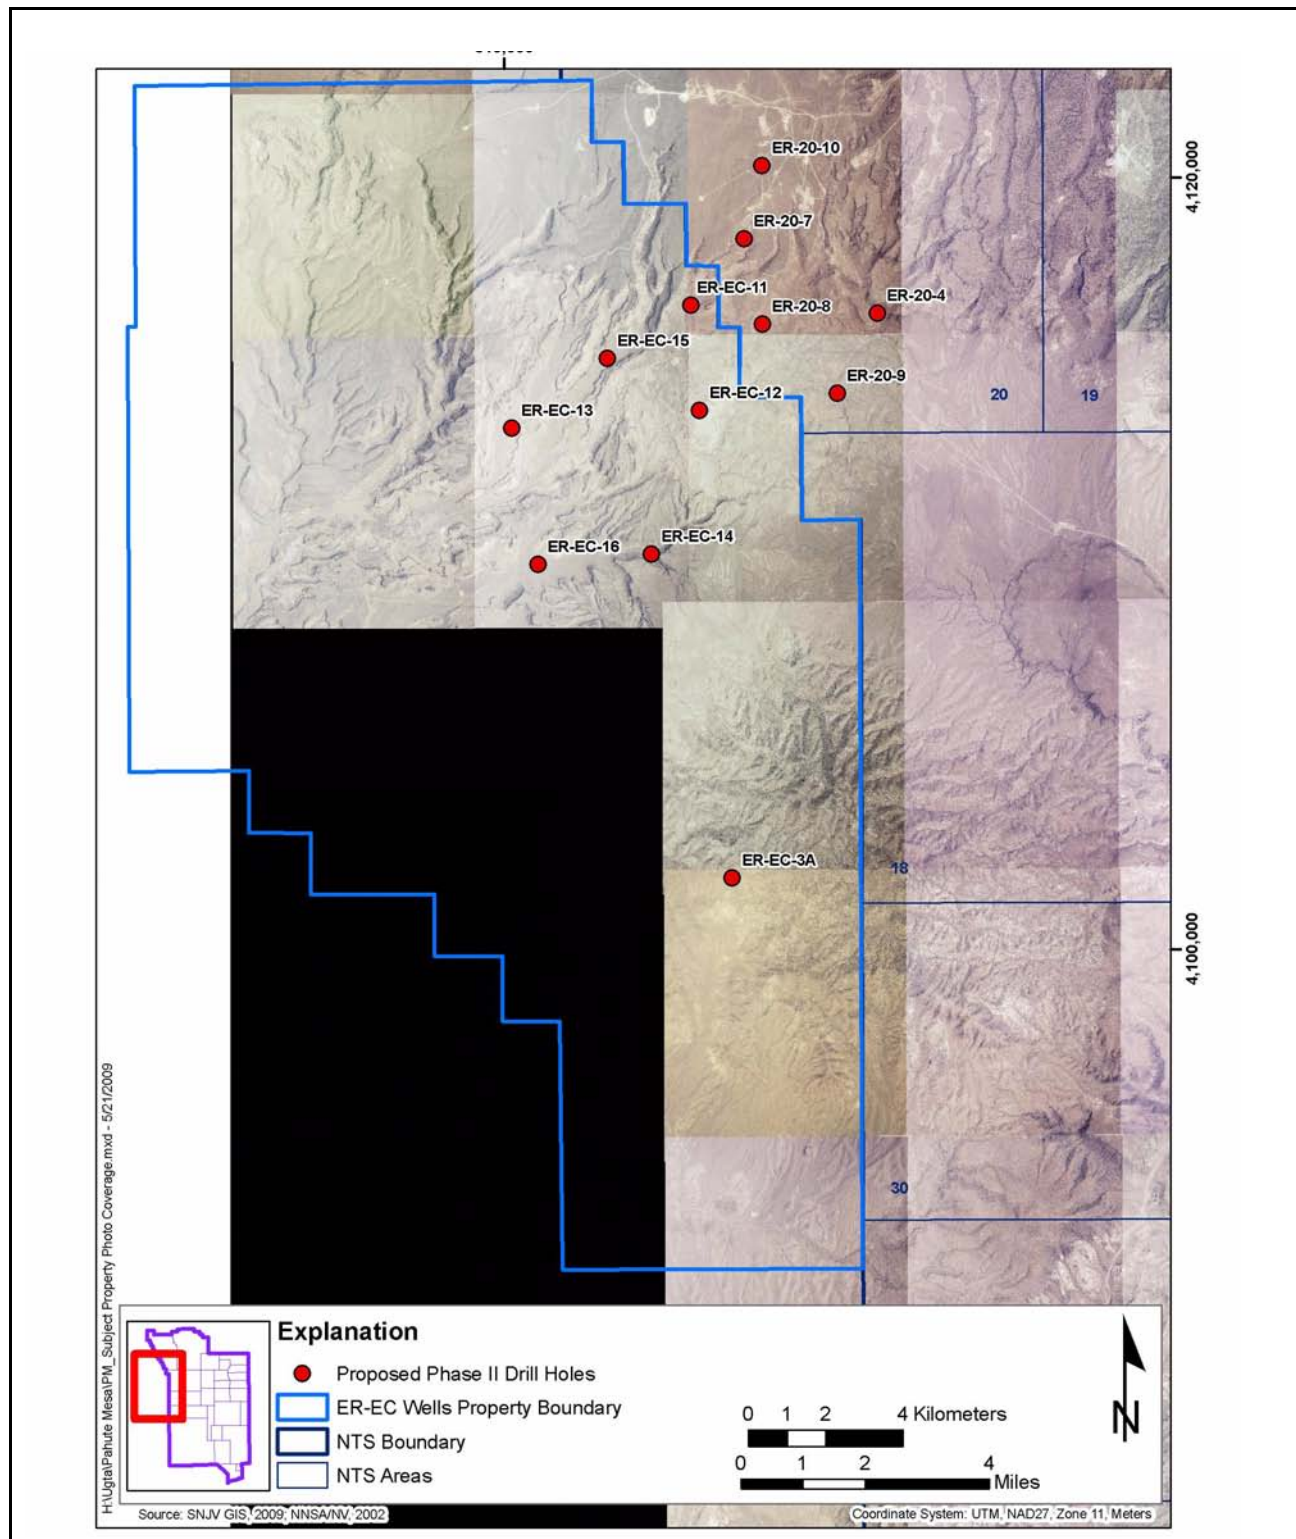 ER-20-10
4,120,000
ER-20-7
ER-EC-11
ER-20-4
ER-20-8
ER-EC-15
ER-20-9
ER-EC-12
20
19
ER-EC-13
ER-EC-14
ER-EC-16
ER-EC-3A
18
4,100,000
30
H:\Ugta\Pahute Mesa\PM_Subject Property Photo Coverage.mxd - 5/21/2009
Explanation
Proposed Phase II Drill Holes
ER-EC Wells Property Boundary
NTS Boundary
NTS Areas
0 1 2 4 Kilometers
0 1 2 4
Miles
N
Source: SNJV GIS, 2009; NNSA/NV, 2002
Coordinate System: UTM, NAD27, Zone 11, Meters